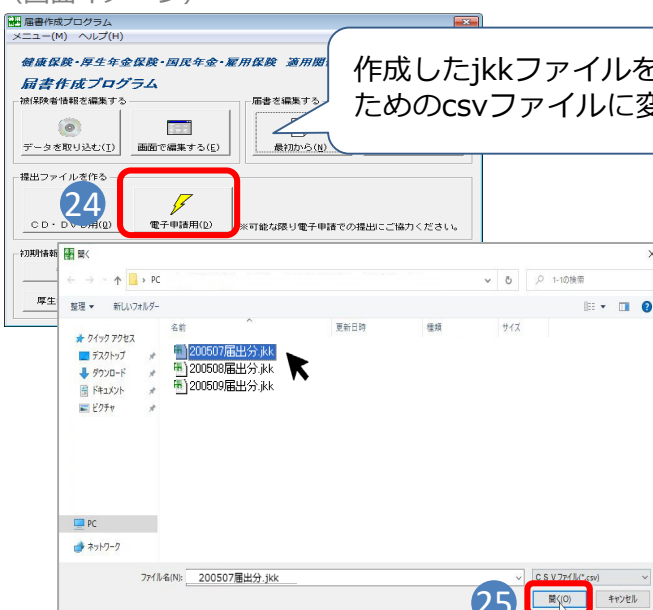 届書作成プログラム
メニュー(M) ヘルプ(H)
健康保険・厚生年金保険・国民年金・雇用保険 適用関
届書作成プログラム
被保険者情報を編集する
届書を編集する
データを取り込む(I)
画面で編集する(E)
最初から(N)
作成したjkkファイルを
ためのcsvファイルに変
提出ファイルを作る
24
CD・DVD用(Q)
電子申請用(D)
※可能な限り電子申請での提出にご協力ください。
初期情報
厚生
開く
PC
1-1の検索
整理
新しいフォルダー
名前
更新日時
種類
サイズ
クイック アクセス
デスクトップ
ダウンロード
ドキュメント
ピクチャ
PC
ネットワーク
200507届出分.jkk
200508届出分.jkk
200509届出分.jkk
ファイル名(N): 200507届出分.jkk
CSVファイル(*.csv)
25
開く(O)
キャンセル